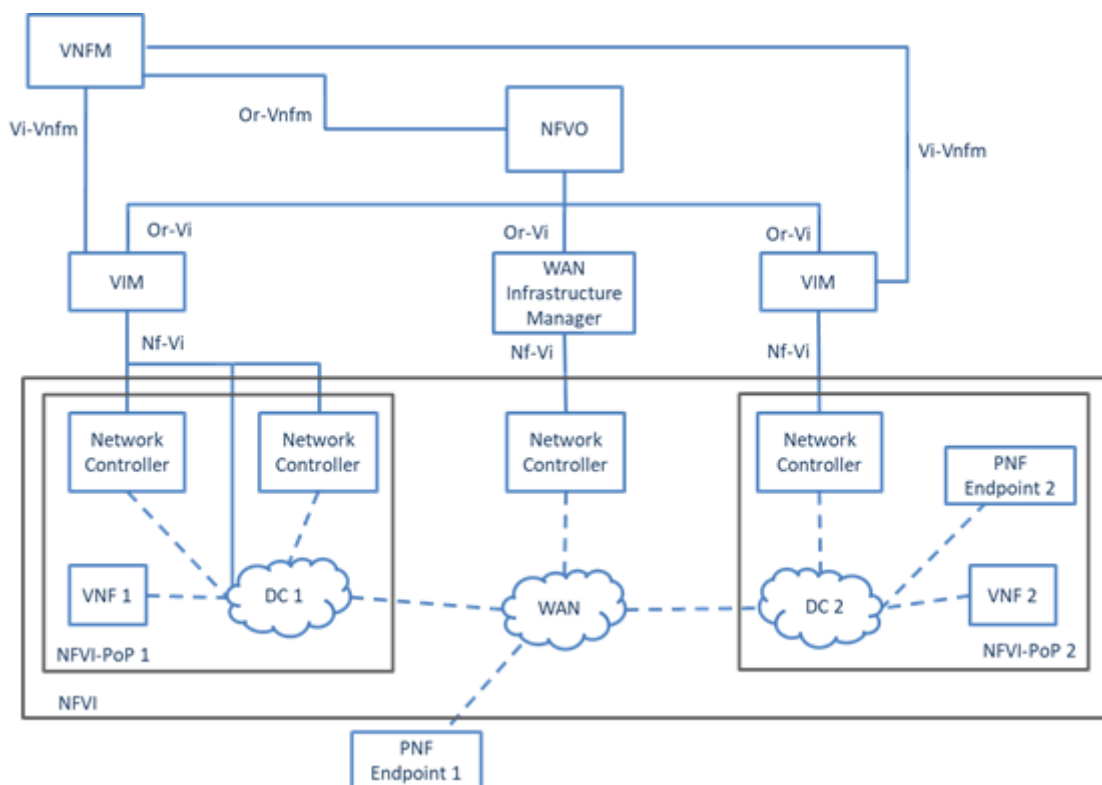 VNFM
Or-Vnfm
NFVO
Vi-Vnfm
Vi-Vnfm
Or-Vi
Or-Vi
Or-Vi
VIM
WAN
Infrastructure
Manager
VIM
Nf-Vi
Nf-Vi
Nf-Vi
Network
Controller
Network
Controller
Network
Controller
Network
Controller
PNF
Endpoint 2
VNF 1
DC 1
WAN
DC 2
VNF 2
NFVI-PoP 1
NFVI-PoP 2
NFVI
PNF
Endpoint 1